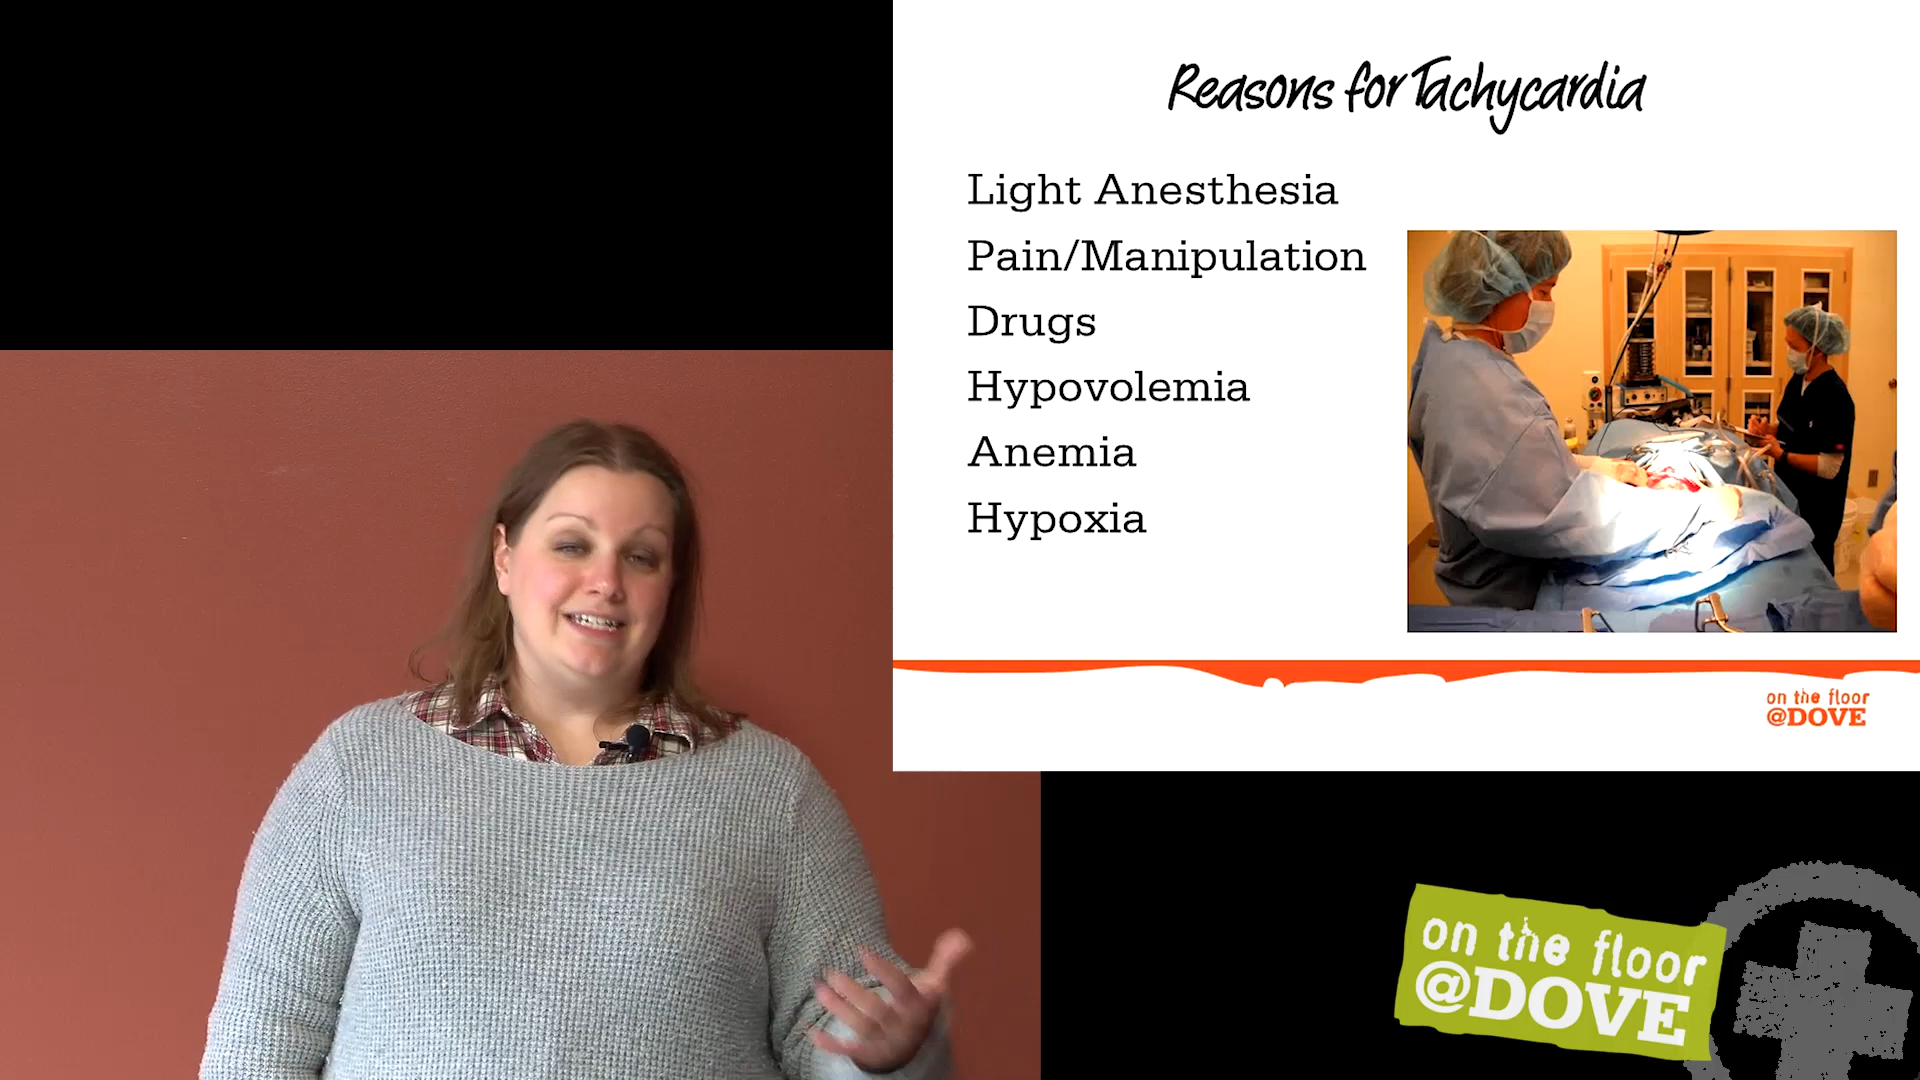 Reasons for Tachycardia
Light Anesthesia
Pain/Manipulation
Drugs
Hypovolemia
Anemia
Hypoxia
on the floor
@DOVE
on the floor
@DOVE